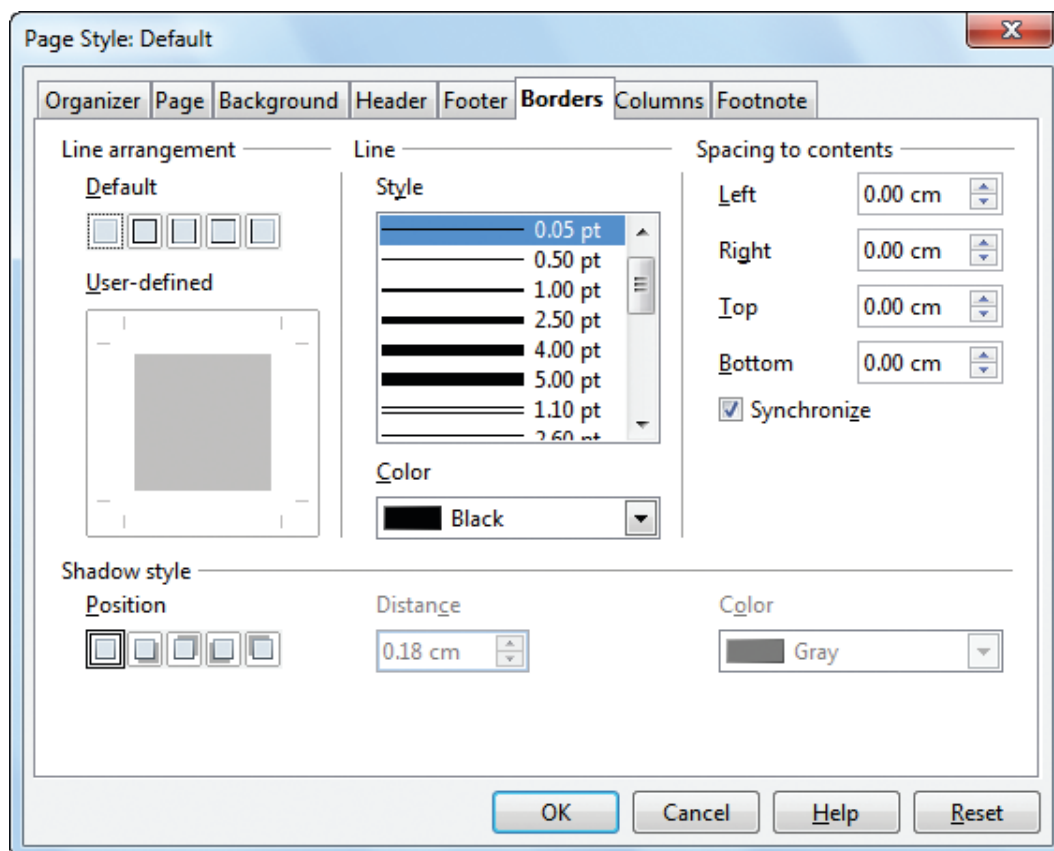 Page Style: Default
Organizer Page Background Header Footer Borders Columns Footnote
Line arrangement
Default
User-defined
Line
Style
0.05 pt
0.50 pt
1.00 pt
2.50 pt
4.00 pt
5.00 pt
1.10 pt
2.60 pt
Color
Black
Spacing to contents
Left 0.00 cm
Right 0.00 cm
Top 0.00 cm
Bottom 0.00 cm
Synchronize
Shadow style
Position
Distance
0.18 cm
Color
Gray
OK Cancel Help Reset